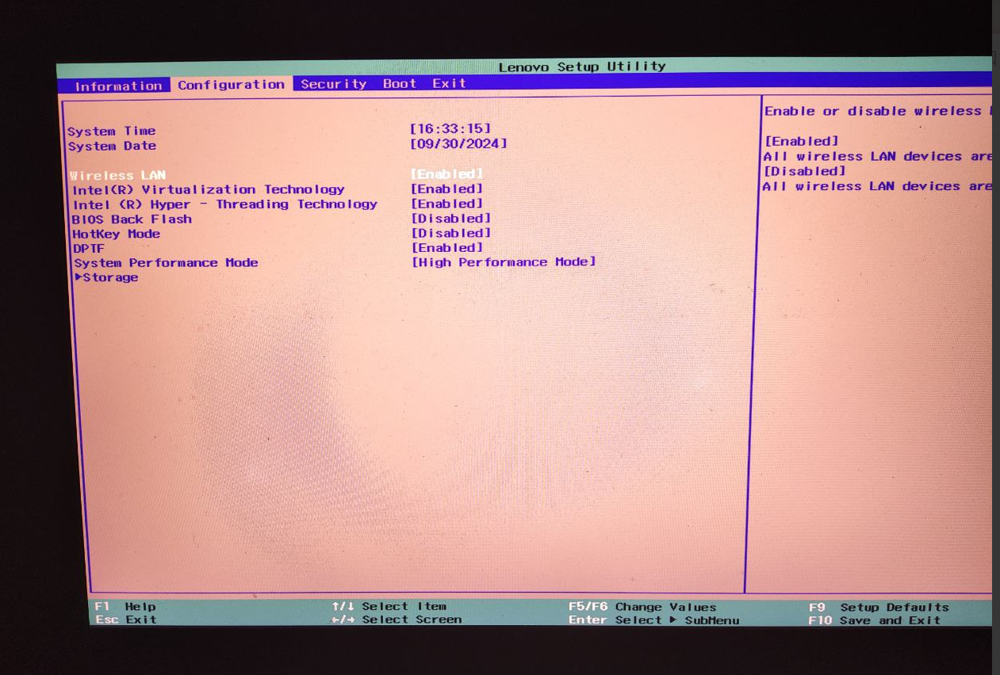 Lenovo Setup Utility
Information Configuration Security Boot Exit
System Time [16:33:15]
System Date [09/30/2024]
Wireless LAN [Enabled]
Intel(R) Virtualization Technology [Enabled]
Intel (R) Hyper - Threading Technology [Enabled]
BIOS Back Flash [Disabled]
HotKey Mode [Disabled]
DPTF [Enabled]
System Performance Mode [High Performance Mode]
▶Storage
Enable or disable wireless
[Enabled]
All wireless LAN devices are
[Disabled]
All wireless LAN devices are
F1 Help ↑/↓ Select Item F5/F6 Change Values F9 Setup Defaults
Esc Exit ←/→ Select Screen Enter Select ▶ SubMenu F10 Save and Exit